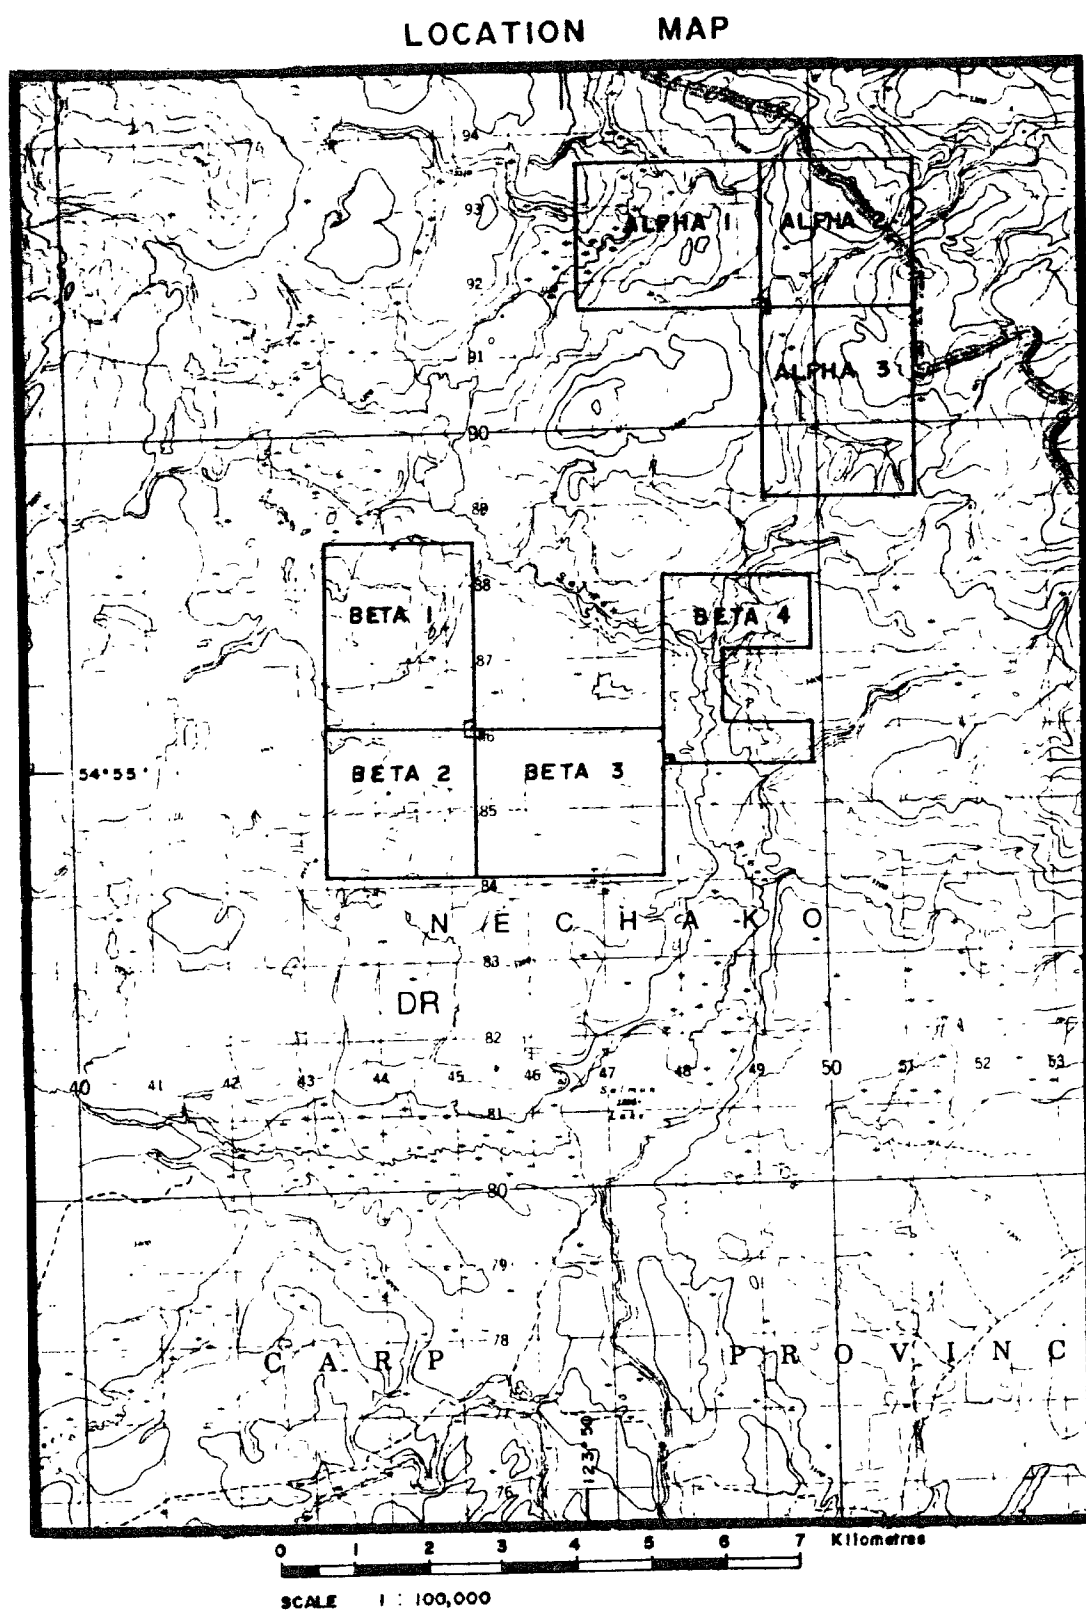 LOCATION MAP
94
93
ALPHA 1 ALPHA 2
92
91
ALPHA 3
90
89
88
BETA 1 BETA 4
87
86
54°55'
BETA 2 BETA 3
85
84
N E C H A K O
83
DR
82
40 41 42 43 44 45 46 47 48 49 50 51 52 53
Salmon
Lake
81
80
79
78
C A R P P R O V I N C
77
123°50'
76
0 1 2 3 4 5 6 7 Kilometres
SCALE 1 : 100,000